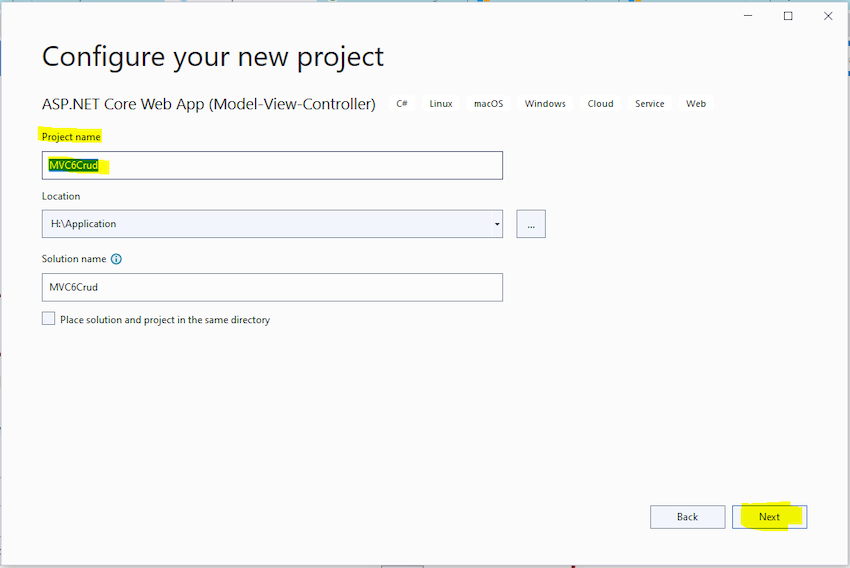 Configure your new project
ASP.NET Core Web App (Model-View-Controller) C# Linux macOS Windows Cloud Service Web
Project name
MVC6Crud
Location
H:\Application
...
Solution name
MVC6Crud
Place solution and project in the same directory
Back Next